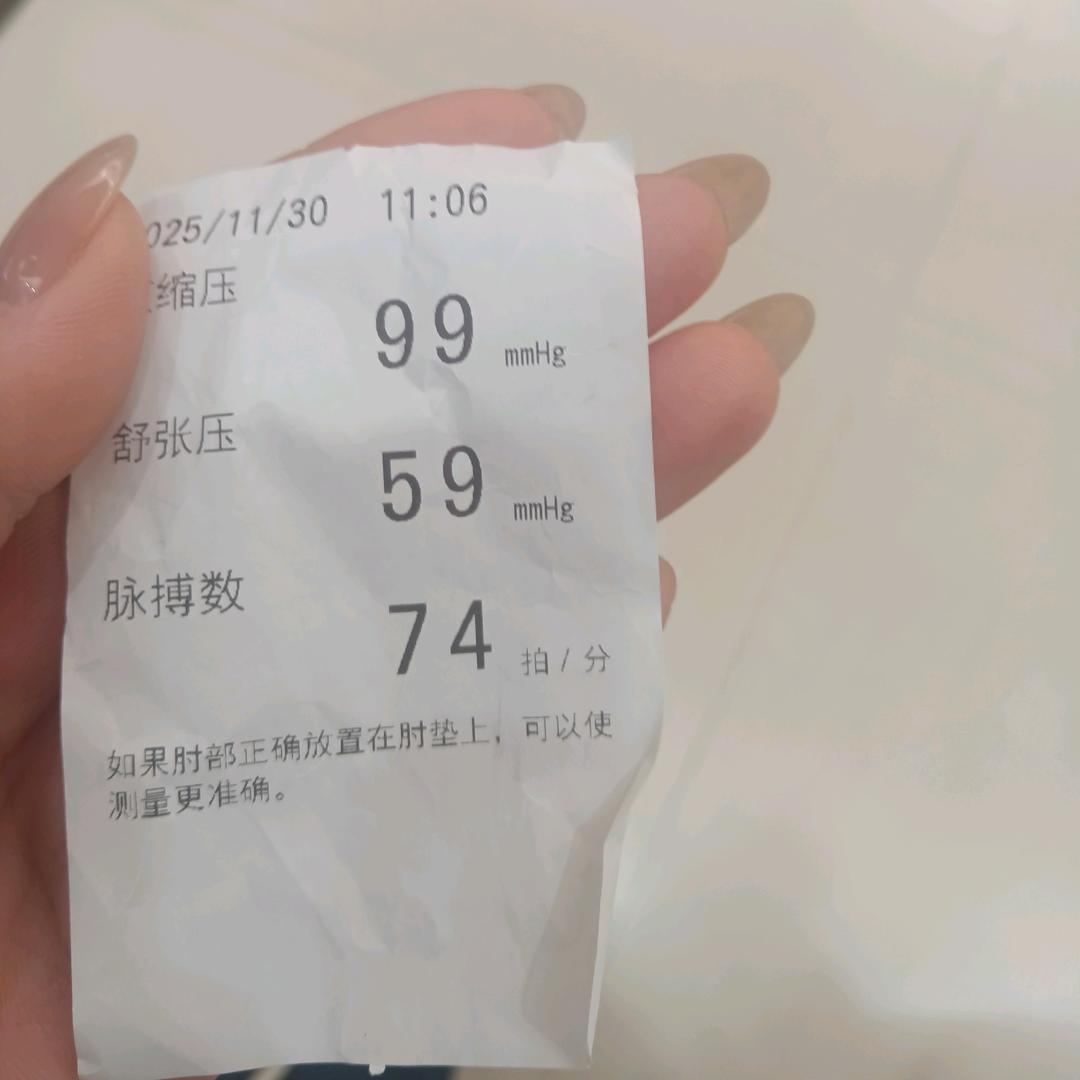 025/11/30 11:06
缩压
99 mmHg
舒张压
59 mmHg
脉搏数
74 拍/分
如果肘部正确放置在肘垫上，可以使
测量更准确。